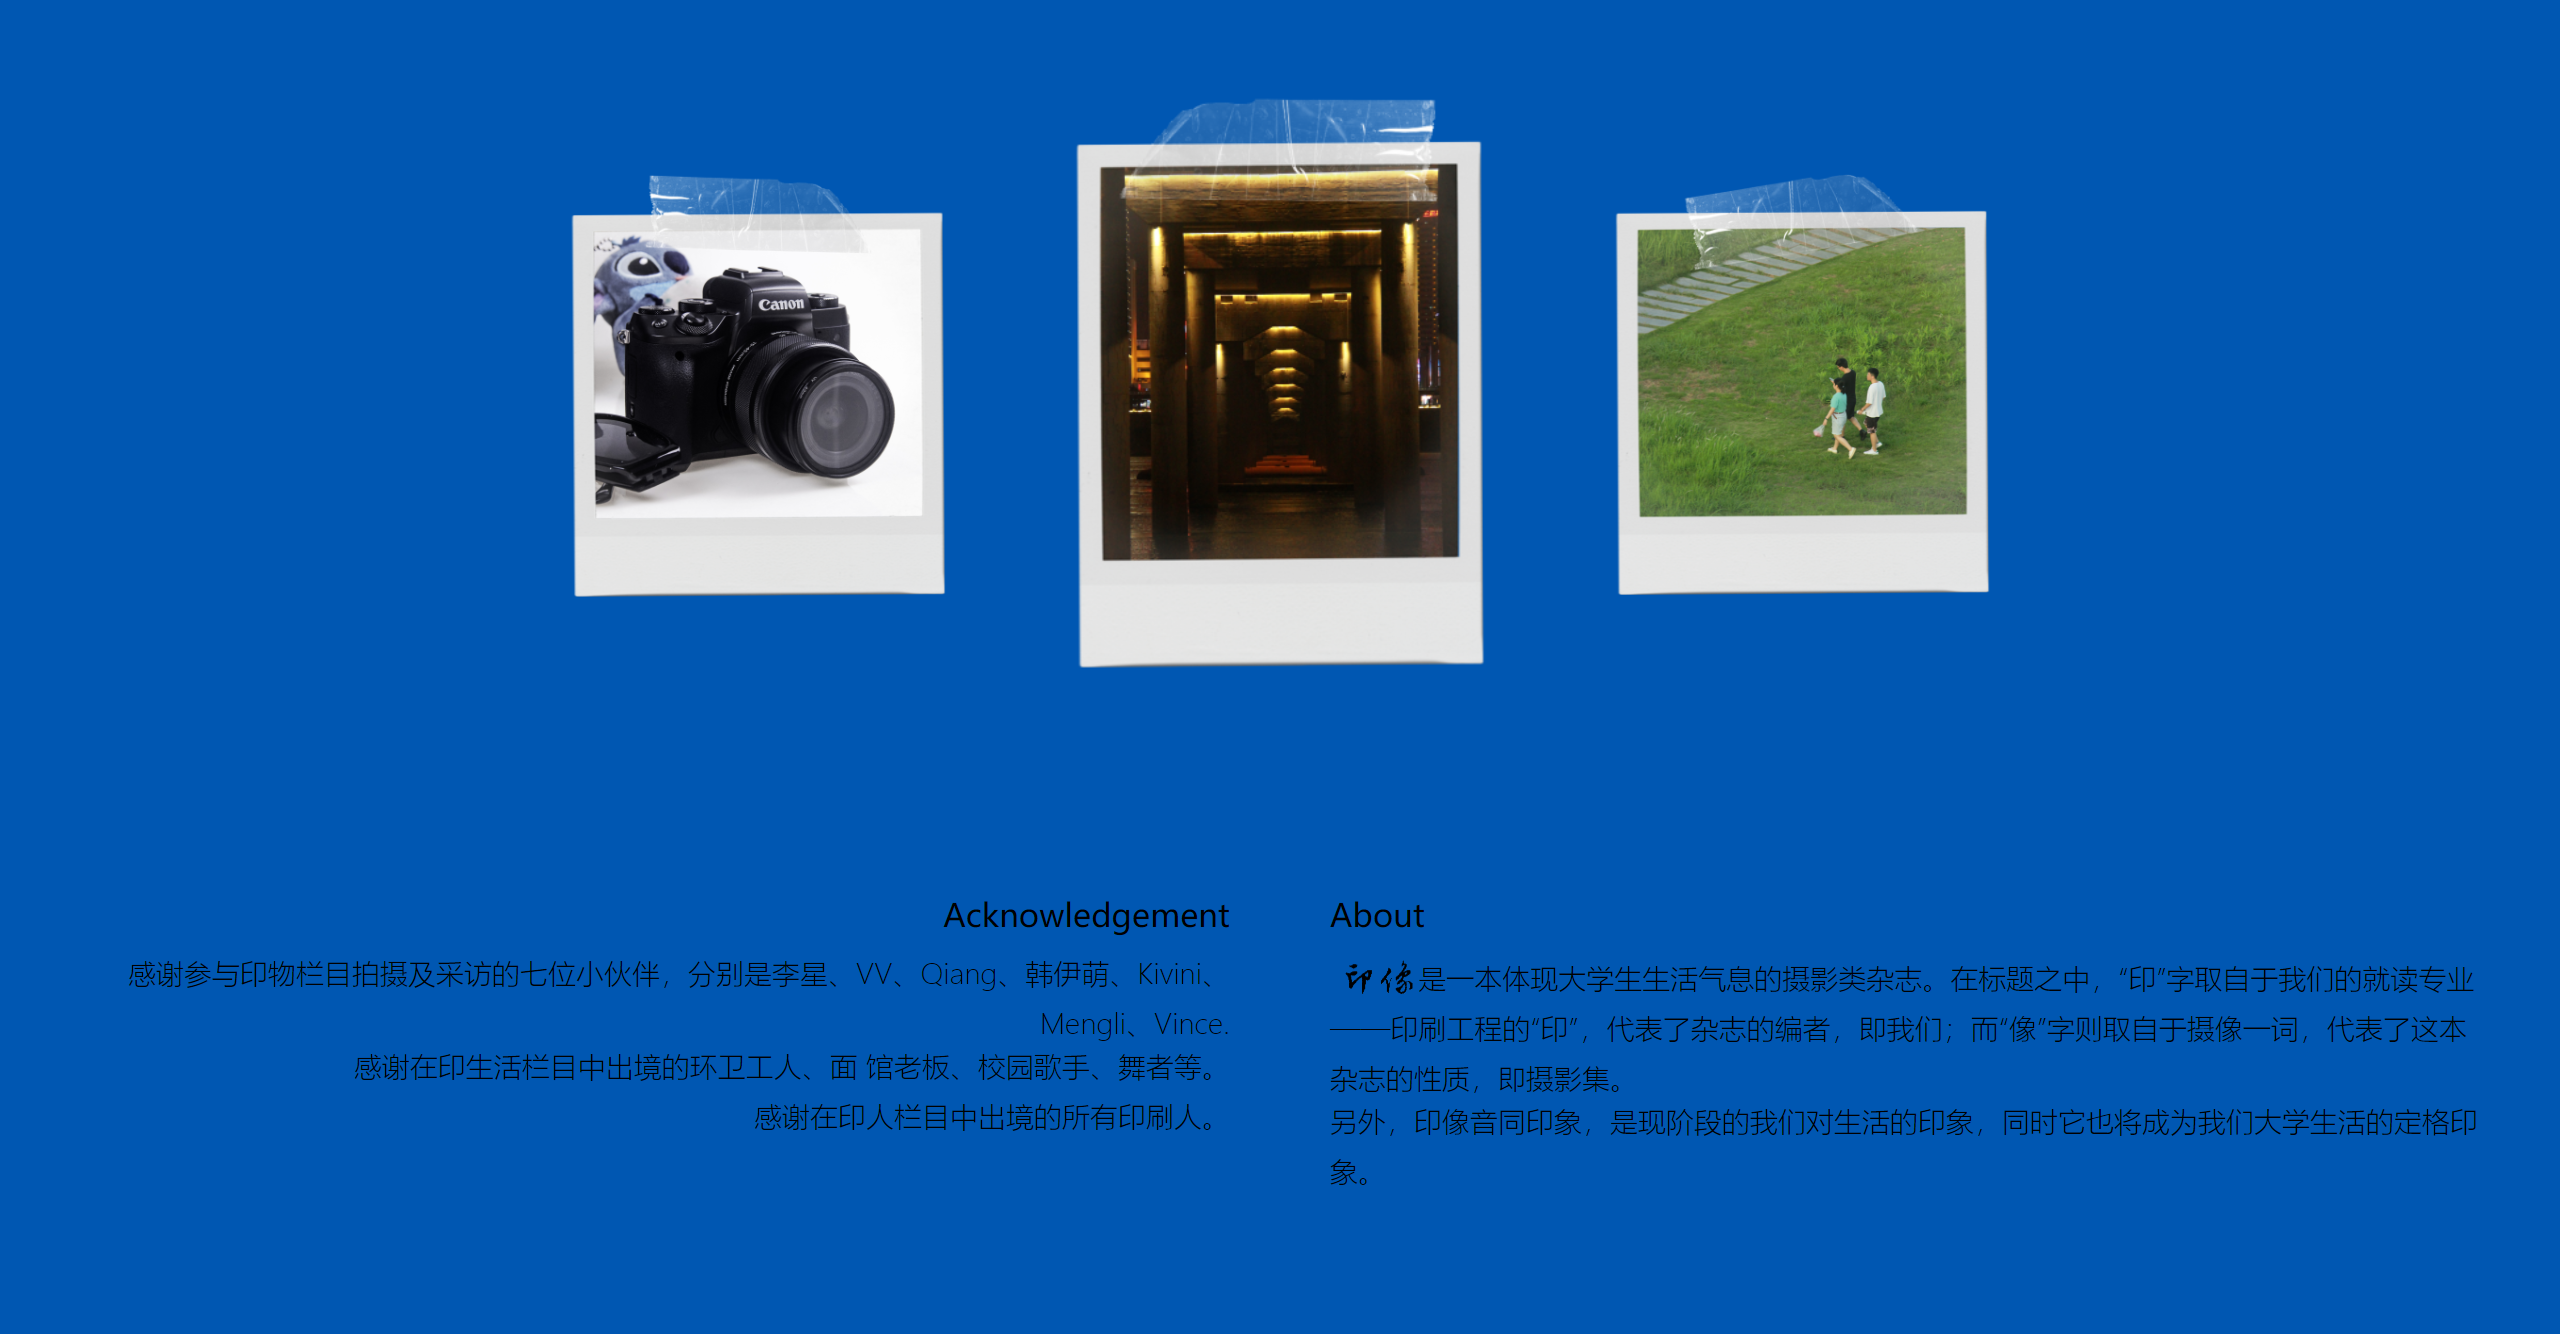 Canon
Acknowledgement
感谢参与印物栏目拍摄及采访的七位小伙伴，分别是李星、VV、Qiang、韩伊萌、Kivini、
Mengli、Vince.
感谢在印生活栏目中出境的环卫工人、面 馆老板、校园歌手、舞者等。
感谢在印人栏目中出境的所有印刷人。
About
印像是一本体现大学生生活气息的摄影类杂志。在标题之中，“印”字取自于我们的就读专业
——印刷工程的“印”，代表了杂志的编者，即我们；而“像”字则取自于摄像一词，代表了这本
杂志的性质，即摄影集。
另外，印像音同印象，是现阶段的我们对生活的印象，同时它也将成为我们大学生活的定格印
象。